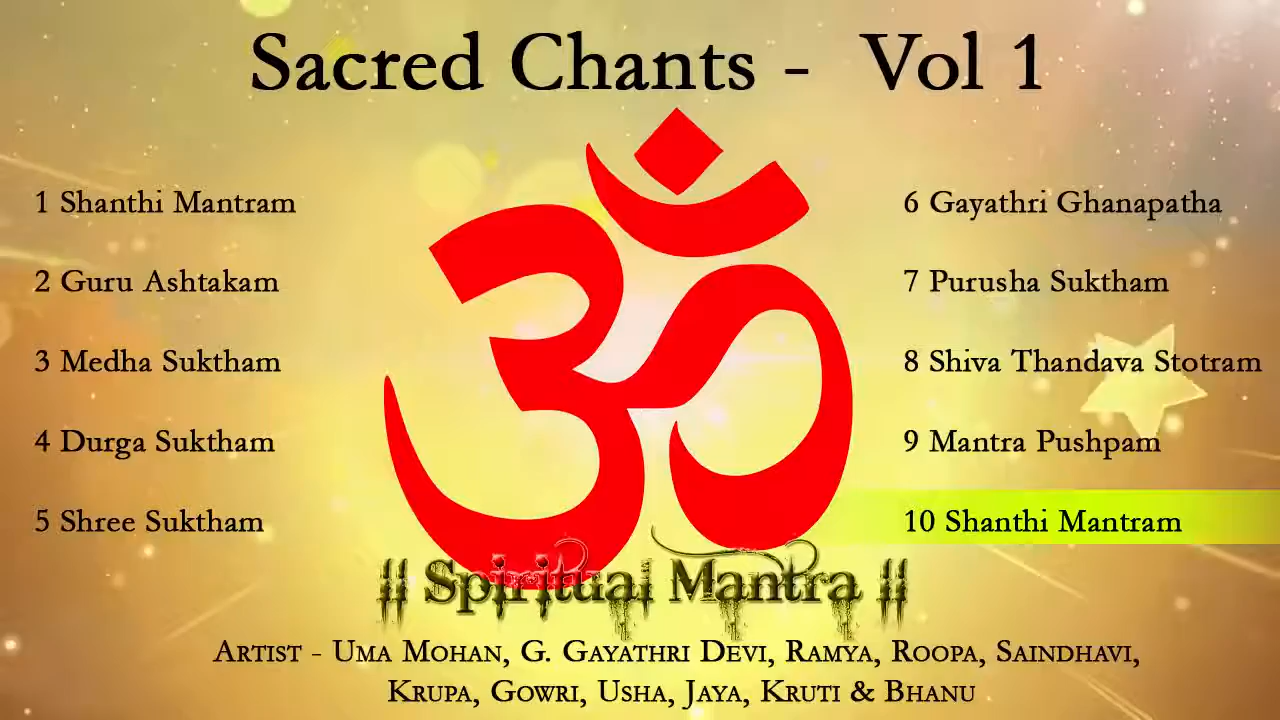 Sacred Chants - Vol 1
1 Shanthi Mantram
2 Guru Ashtakam
3 Medha Suktham
4 Durga Suktham
5 Shree Suktham
6 Gayathri Ghanapatha
7 Purusha Suktham
8 Shiva Thandava Stotram
9 Mantra Pushpam
10 Shanthi Mantram
ॐ
|| Spiritual Mantra ||
Artist - Uma Mohan, G. Gayathri Devi, Ramya, Roopa, Saindhavi,
Krupa, Gowri, Usha, Jaya, Kruti & Bhanu